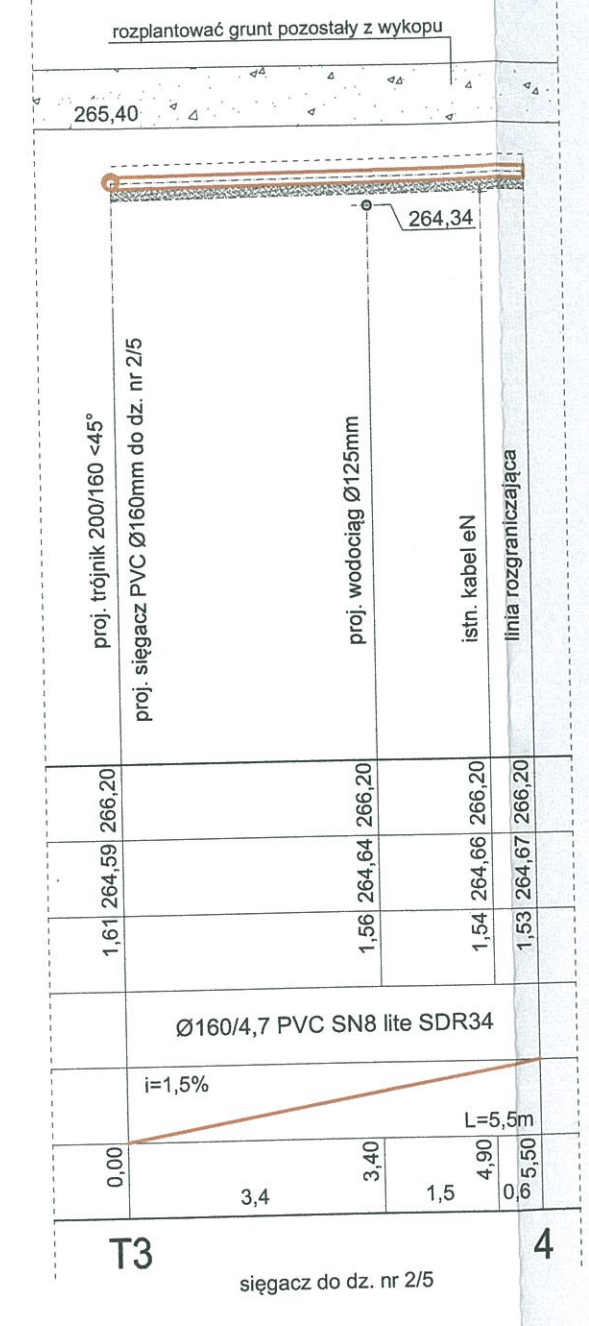 rozplantować grunt pozostały z wykopu
265,40
264,34
proj. trójnik 200/160 <45°
proj. sięgacz PVC Ø160mm do dz. nr 2/5
proj. wodociąg Ø125mm
istn. kabel eN
linia rozgraniczająca
266,20 266,20 266,20 266,20
264,59 264,64 264,66 264,67
1,61 1,56 1,54 1,53
Ø160/4,7 PVC SN8 lite SDR34
i=1,5%
L=5,5m
0,00 3,40 4,90 5,50
3,4 1,5 0,6
T3 4
sięgacz do dz. nr 2/5